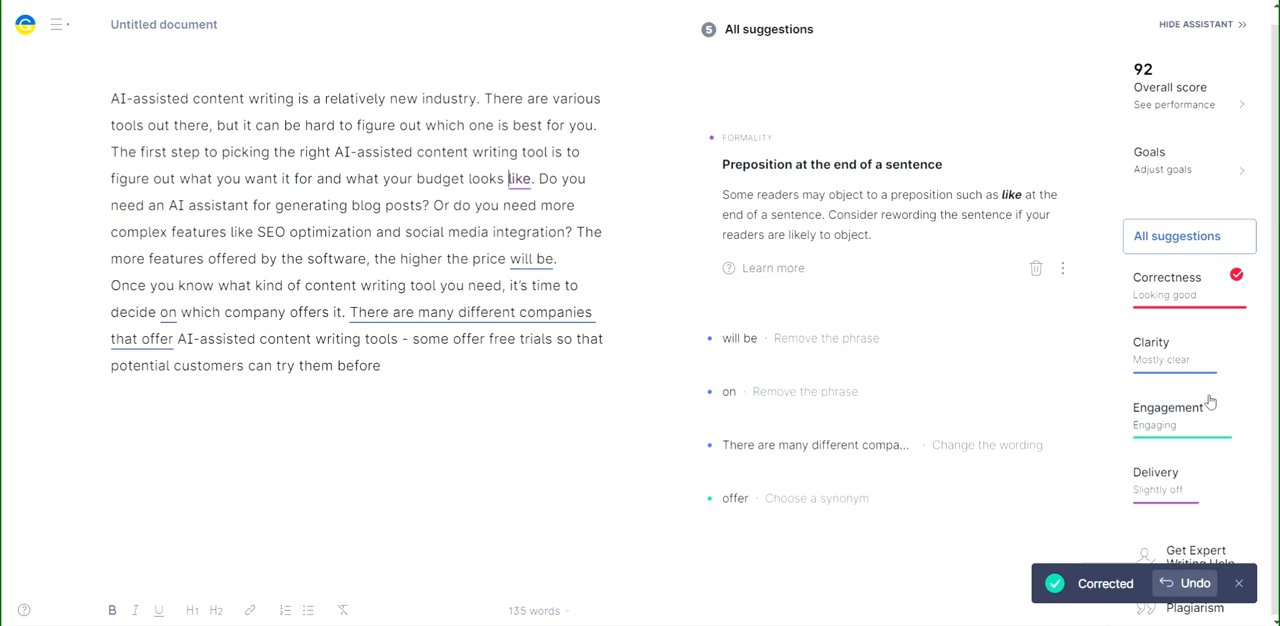 Untitled document
AI-assisted content writing is a relatively new industry. There are various
tools out there, but it can be hard to figure out which one is best for you.
The first step to picking the right AI-assisted content writing tool is to
figure out what you want it for and what your budget looks like. Do you
need an AI assistant for generating blog posts? Or do you need more
complex features like SEO optimization and social media integration? The
more features offered by the software, the higher the price will be.
Once you know what kind of content writing tool you need, it's time to
decide on which company offers it. There are many different companies
that offer AI-assisted content writing tools - some offer free trials so that
potential customers can try them before
B I U H1 H2
135 words
5 All suggestions
FORMALITY
Preposition at the end of a sentence
Some readers may object to a preposition such as like at the
end of a sentence. Consider rewording the sentence if your
readers are likely to object.
Learn more
will be · Remove the phrase
on · Remove the phrase
There are many different compa... · Change the wording
offer · Choose a synonym
HIDE ASSISTANT
92
Overall score
See performance
Goals
Adjust goals
All suggestions
Correctness
Looking good
Clarity
Mostly clear
Engagement
Engaging
Delivery
Slightly off
Get Expert
Writing Help
Corrected Undo
Plagiarism